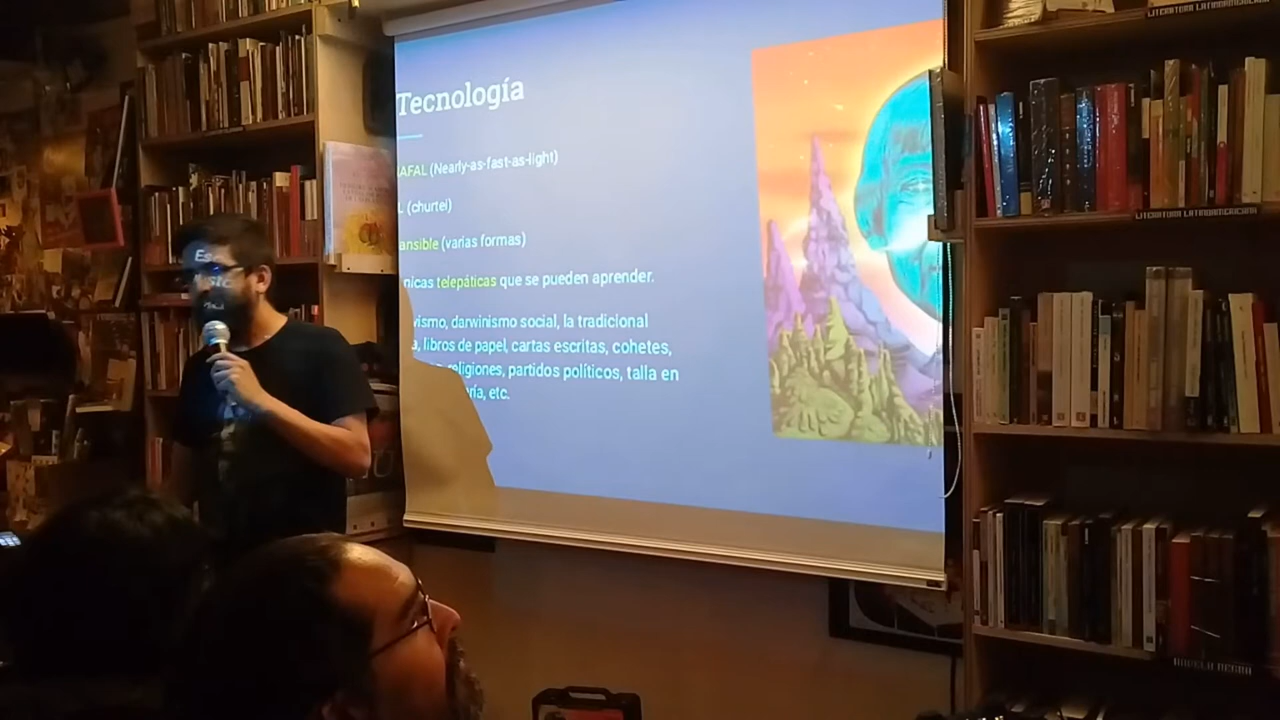 Tecnología
AFAL (Nearly-as-fast-as-light)
L (churtel)
ansible (varias formas)
nicas telepáticas que se pueden aprender.
vismo, darwinismo social, la tradicional
a, libros de papel, cartas escritas, cohetes,
religiones, partidos políticos, talla en
ría, etc.
LITERATURA LATINOAMERICANA
LITERATURA LATINOAMERICANA
NOVELA NEGRA